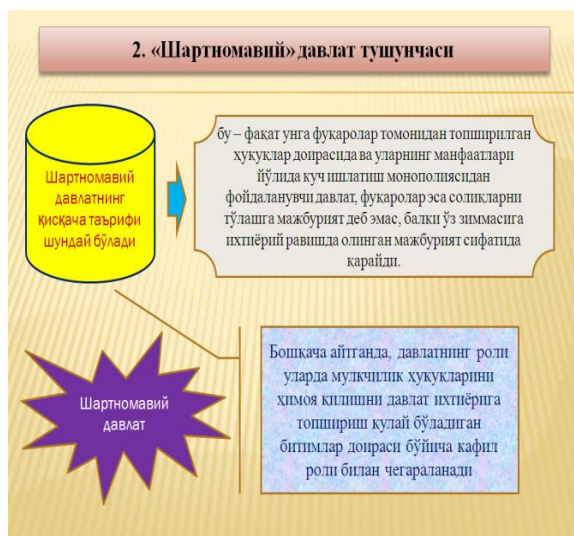 2. «Шартномавий» давлат тушунчаси
Шартномавий
давлатнинг
қисқача таърифи
шундай бўлади
бу – фақат унга фуқаролар томонидан топширилган
ҳуқуқлар доирасида ва уларнинг манфаатлари
йўлида куч ишлатиш монополиясидан
фойдаланувчи давлат, фуқаролар эса солиқларни
тўлашга мажбурият деб эмас, балки ўз зиммасига
ихтиёрий равишда олинган мажбурият сифатида
қарайди.
Шартномавий
давлат
Бошқача айтганда, давлатнинг роли
уларда мулкчилик ҳуқуқларини
ҳимоя қилишни давлат ихтиёрига
топшириш қулай бўладиган
битимлар доираси бўйича кафил
роли билан чегараланади